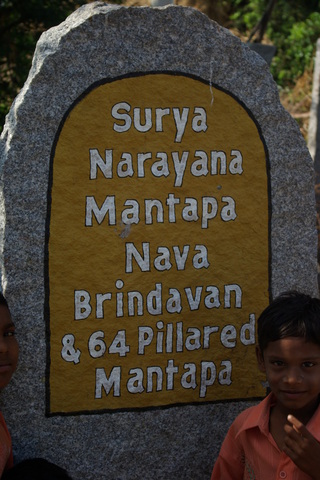 Surya
Narayana
Mantapa
Nava
Brindavan
& 64 Pillared
Mantapa